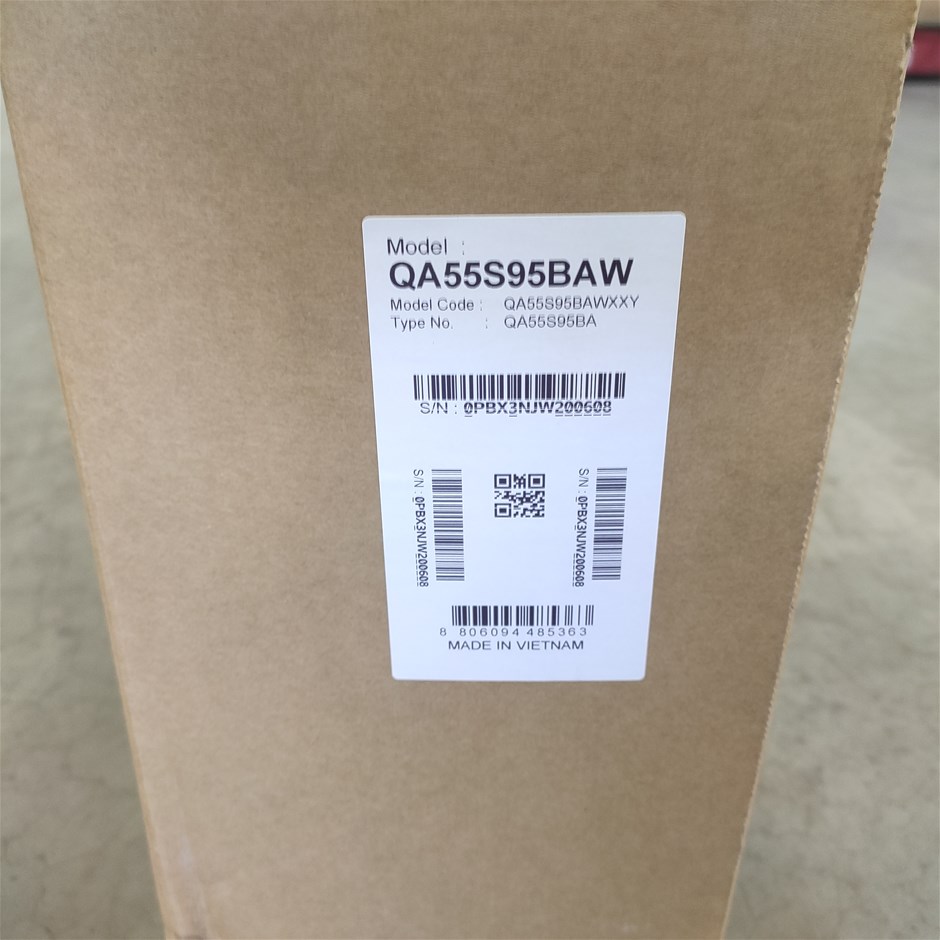 Model :
QA55S95BAW
Model Code : QA55S95BAWXXY
Type No. : QA55S95BA
S/N : 0PBX3NJW200608
S/N : 0PBX3NJW200608
S/N : 0PBX3NJW200608
8 806094 485363
MADE IN VIETNAM